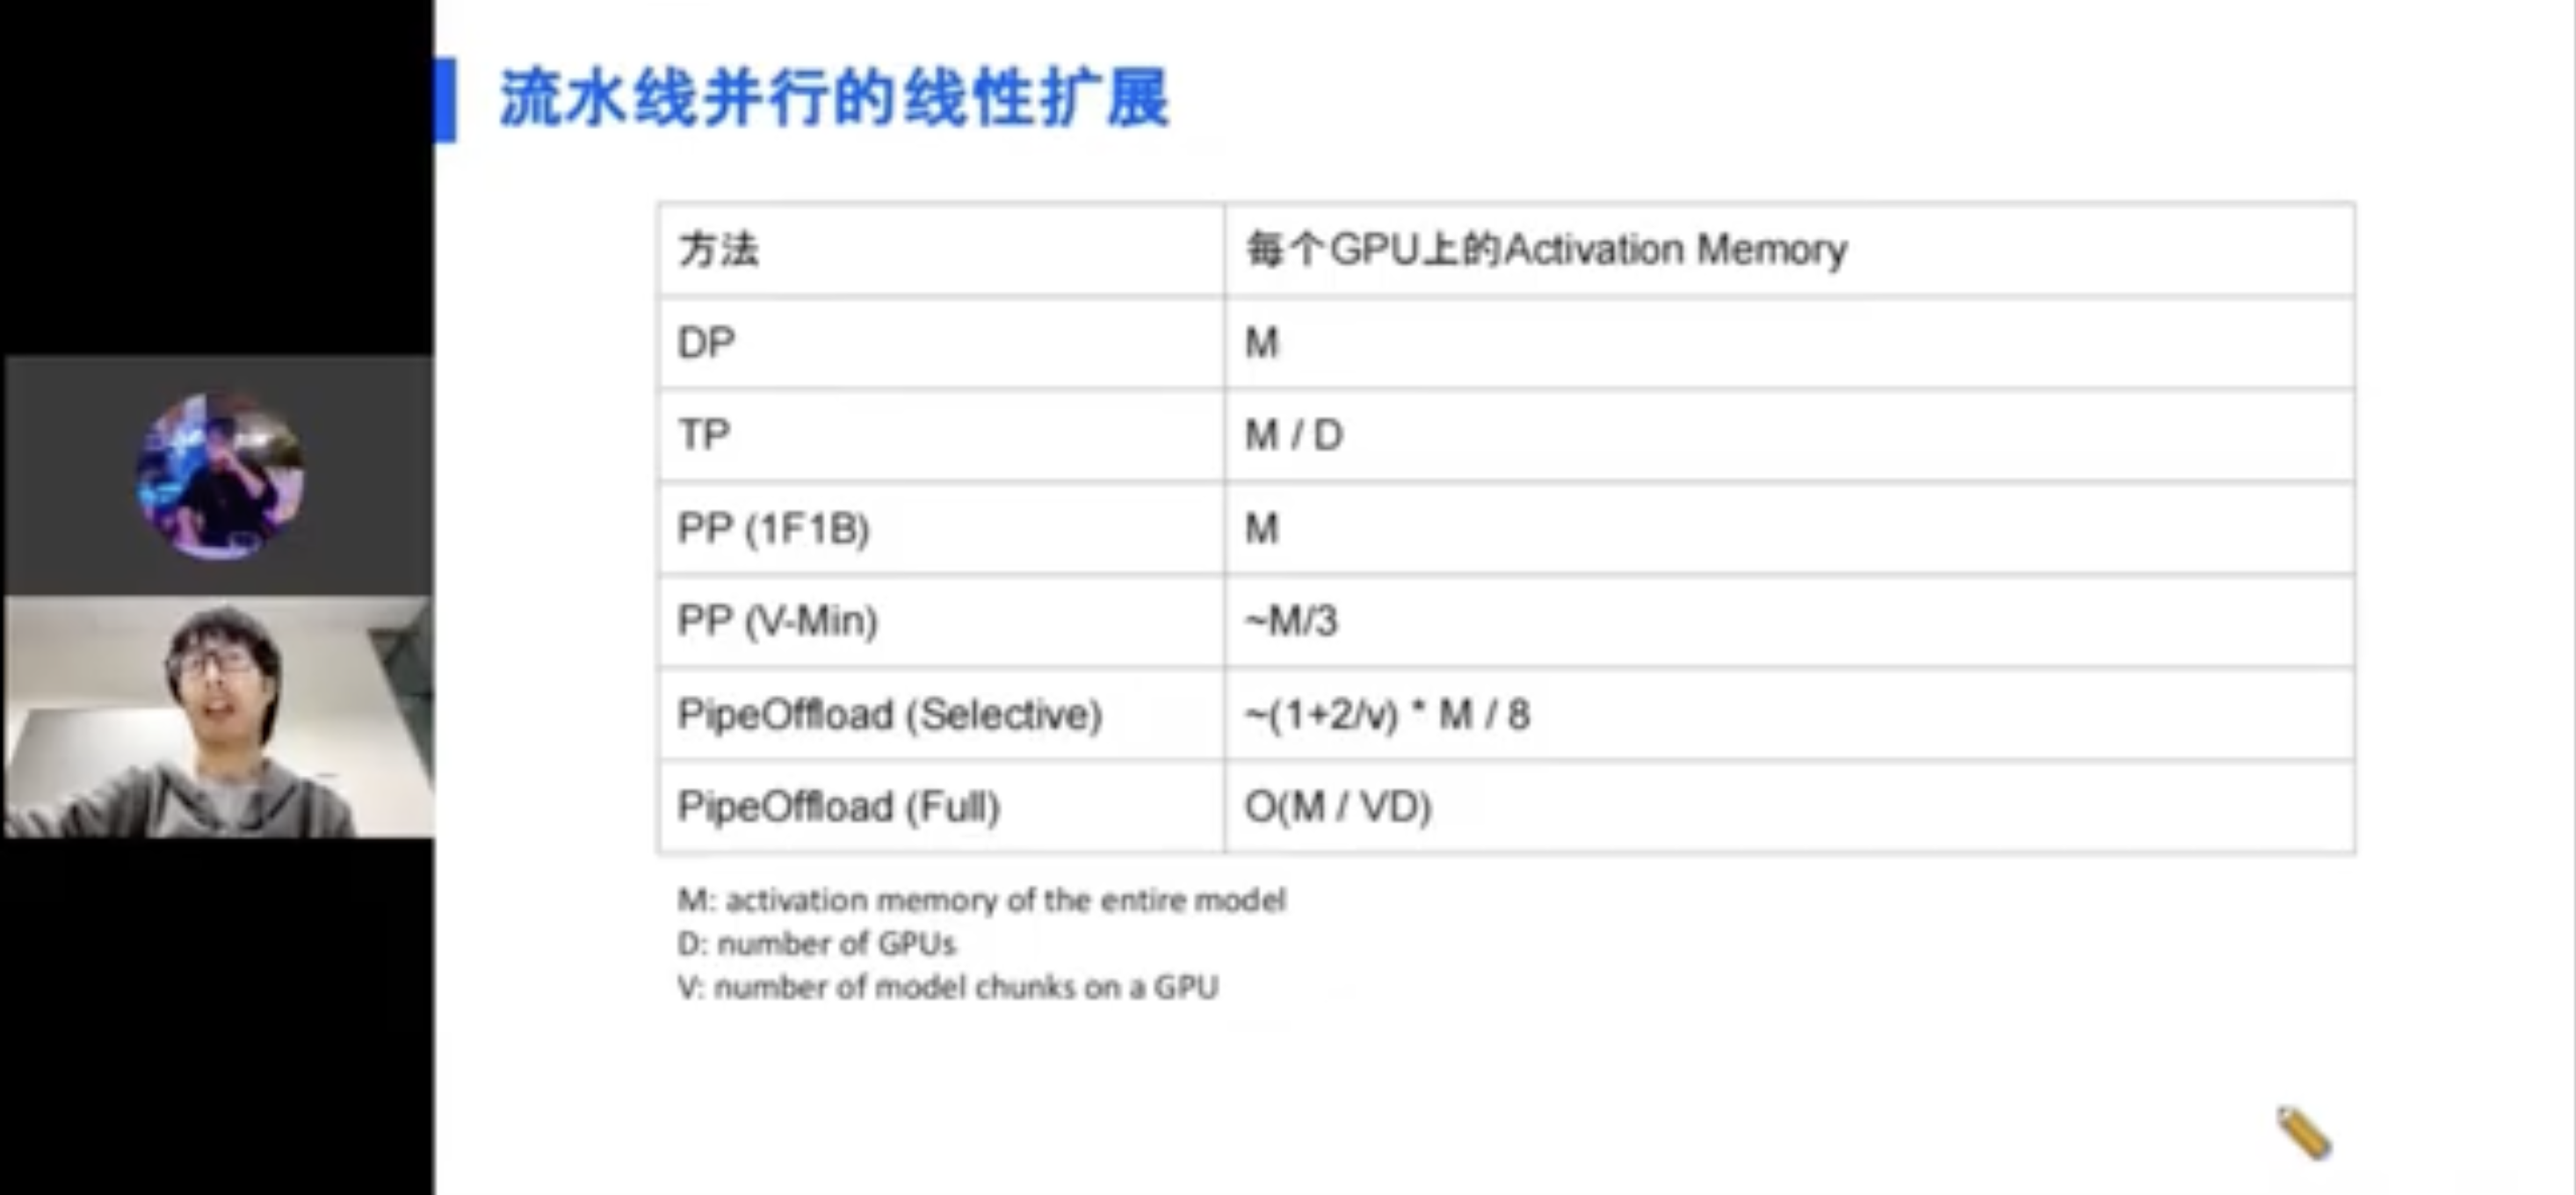 流水线并行的线性扩展
方法 每个GPU上的Activation Memory
DP M
TP M / D
PP (1F1B) M
PP (V-Min) ~M/3
PipeOffload (Selective) ~(1+2/v) * M / 8
PipeOffload (Full) O(M / VD)
M: activation memory of the entire model
D: number of GPUs
V: number of model chunks on a GPU